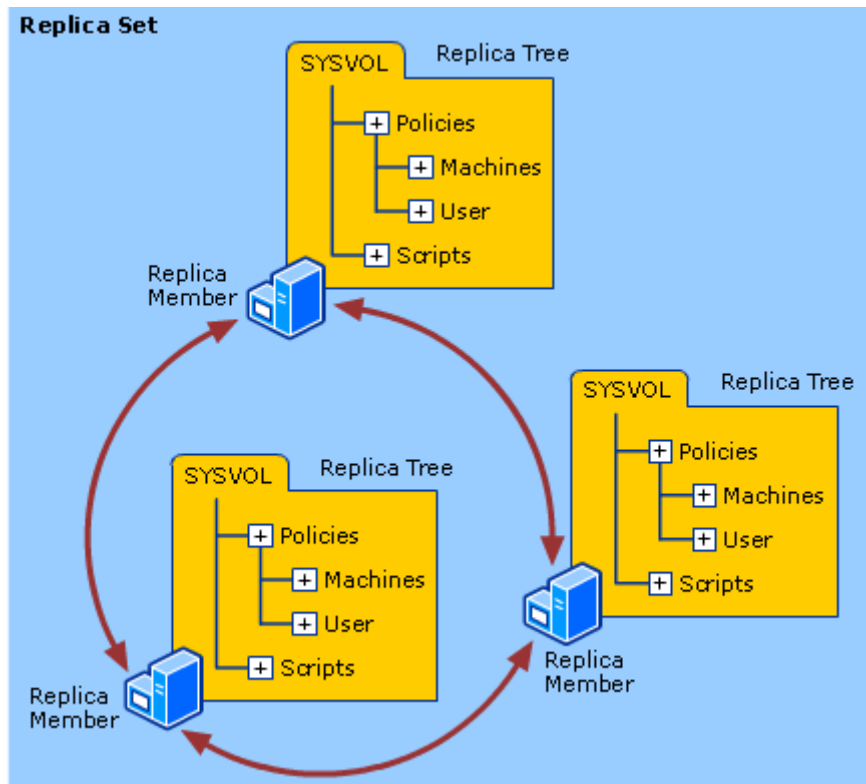 Replica Set
SYSVOL
Replica Tree
Policies
Machines
User
Scripts
Replica
Member
SYSVOL
Replica Tree
Policies
Machines
User
Scripts
Replica
Member
SYSVOL
Replica Tree
Policies
Machines
User
Scripts
Replica
Member